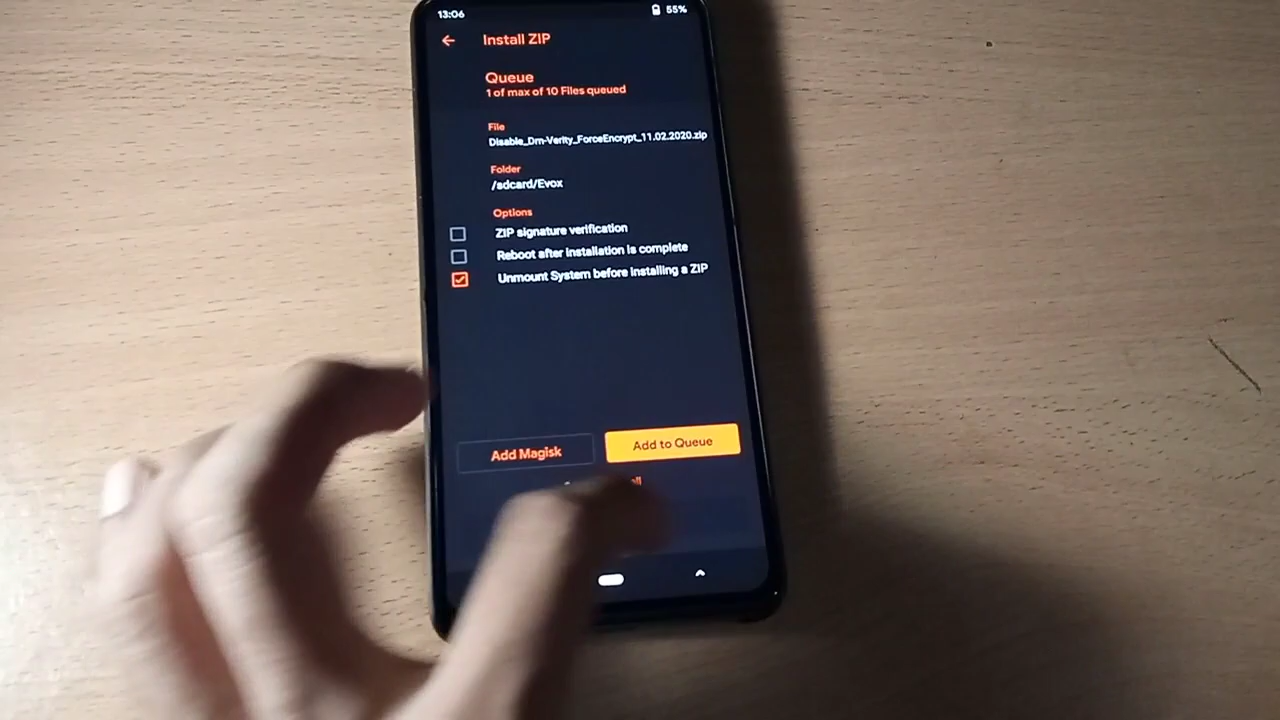 13:06
55%
Install ZIP
Queue
1 of max of 10 Files queued
File
Disable_Dm-Verity_ForceEncrypt_11.02.2020.zip
Folder
/sdcard/Evox
Options
ZIP signature verification
Reboot after installation is complete
Unmount System before installing a ZIP
Add Magisk
Add to Queue